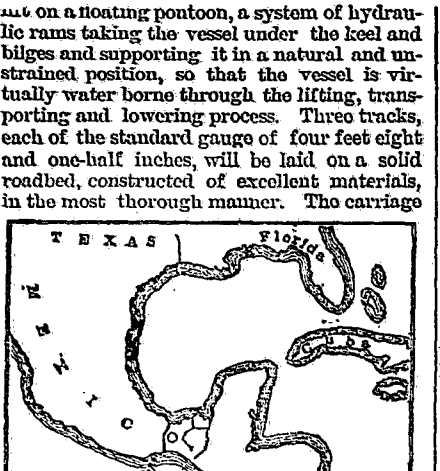 on a floating pontoon, a system of hydrau-
lic rams taking the vessel under the keel and
bilges and supporting it in a natural and un-
strained position, so that the vessel is vir-
tually water borne through the lifting, trans-
porting and lowering process. Three tracks,
each of the standard gauge of four feet eight
and one-half inches, will be laid on a solid
roadbed, constructed of excellent materials,
in the most thorough manner. The carriage
TEXAS
Florida
Cuba
MEXICO